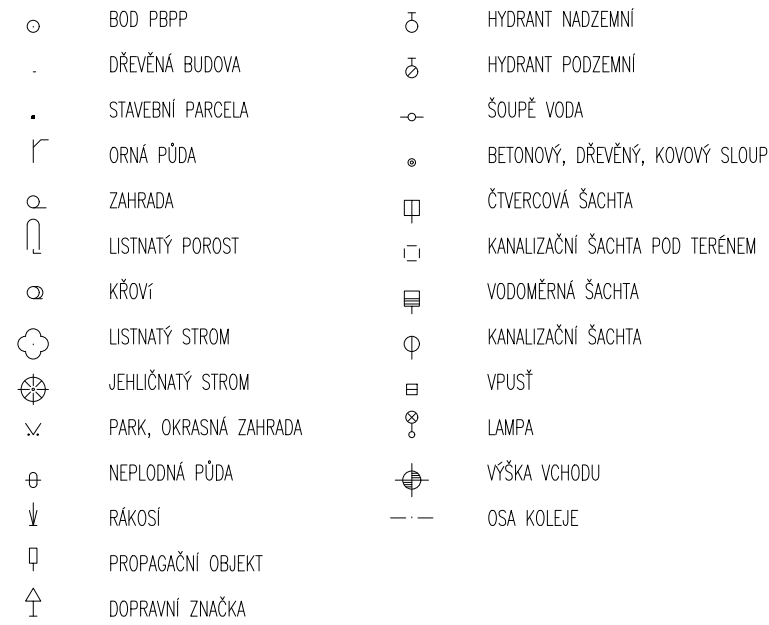 BOD PBPP
DŘEVĚNÁ BUDOVA
STAVEBNÍ PARCELA
ORNÁ PŮDA
ZAHRADA
LISTNATÝ POROST
KŘOVí
LISTNATÝ STROM
JEHLIČNATÝ STROM
PARK, OKRASNÁ ZAHRADA
NEPLODNÁ PŮDA
RÁKOSÍ
PROPAGAČNÍ OBJEKT
DOPRAVNÍ ZNAČKA
HYDRANT NADZEMNÍ
HYDRANT PODZEMNÍ
ŠOUPĚ VODA
BETONOVÝ, DŘEVĚNÝ, KOVOVÝ SLOUP
ČTVERCOVÁ ŠACHTA
KANALIZAČNÍ ŠACHTA POD TERÉNEM
VODOMĚRNÁ ŠACHTA
KANALIZAČNÍ ŠACHTA
VPUSŤ
LAMPA
VÝŠKA VCHODU
OSA KOLEJE